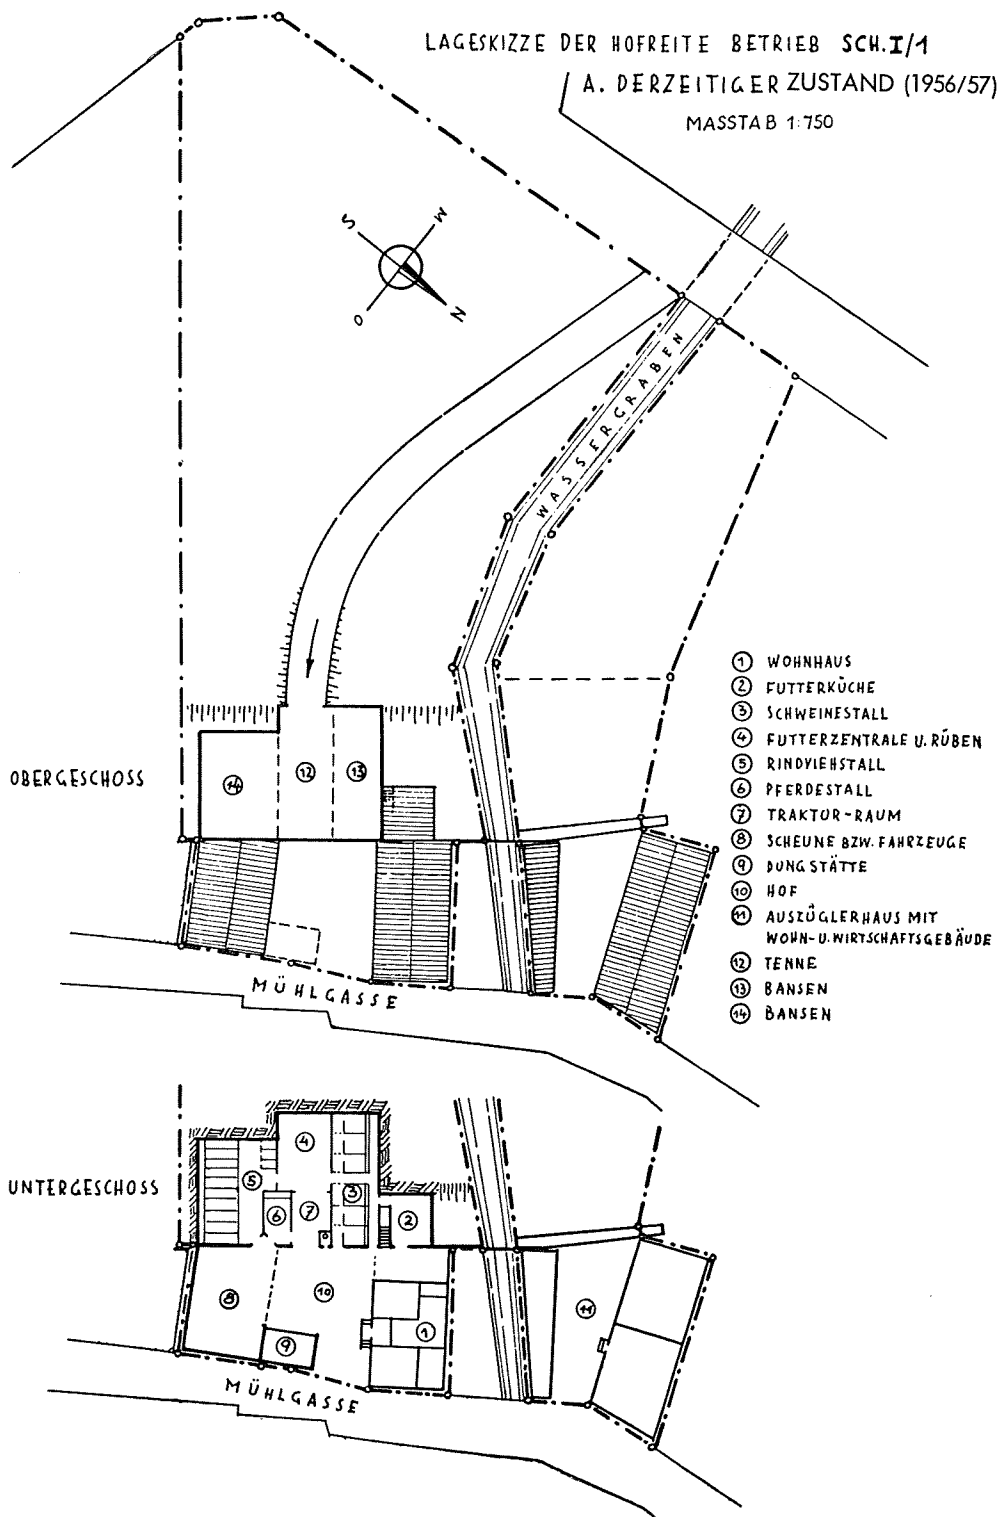 LAGESKIZZE DER HOFREITE BETRIEB SCH.I/1
A. DERZEITIGER ZUSTAND (1956/57)
MASSTAB 1:750
S
W
O
N
WASSERGRABEN
① WOHNHAUS
② FUTTERKÜCHE
③ SCHWEINESTALL
④ FUTTERZENTRALE U. RÜBEN
⑤ RINDVIEHSTALL
⑥ PFERDESTALL
⑦ TRAKTOR-RAUM
⑧ SCHEUNE BZW. FAHRZEUGE
⑨ DUNGSTÄTTE
⑩ HOF
⑪ AUSZÜGLERHAUS MIT
WOHN- U. WIRTSCHAFTSGEBÄUDE
⑫ TENNE
⑬ BANSEN
⑭ BANSEN
OBERGESCHOSS
⑭
⑫
⑬
MÜHLGASSE
UNTERGESCHOSS
④
⑤
③
⑥
⑦
②
⑧
⑩
⑪
①
⑨
MÜHLGASSE